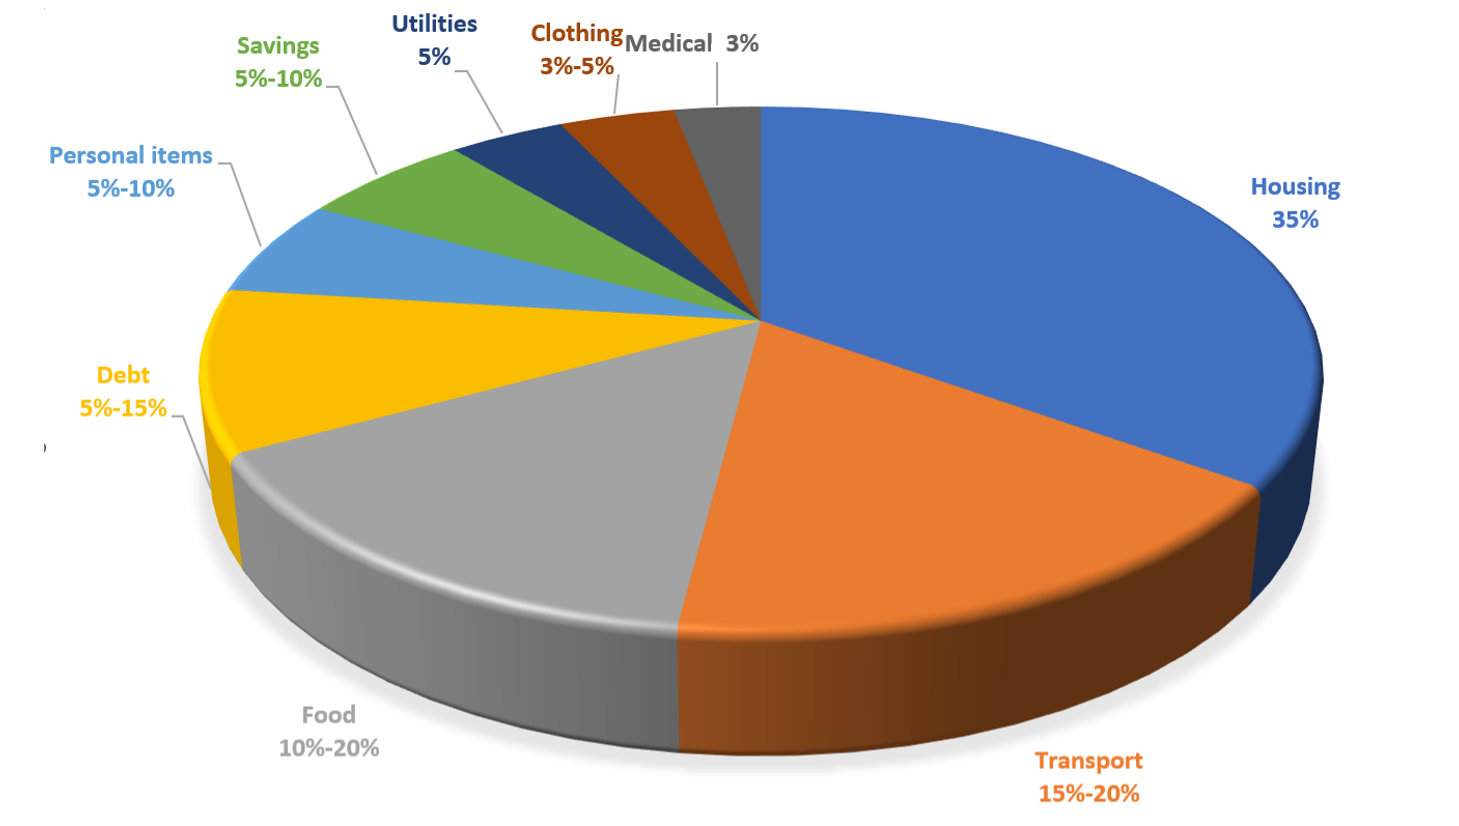 Utilities
5%
Clothing
3%-5%
Medical 3%
Savings
5%-10%
Personal items
5%-10%
Housing
35%
Debt
5%-15%
Food
10%-20%
Transport
15%-20%